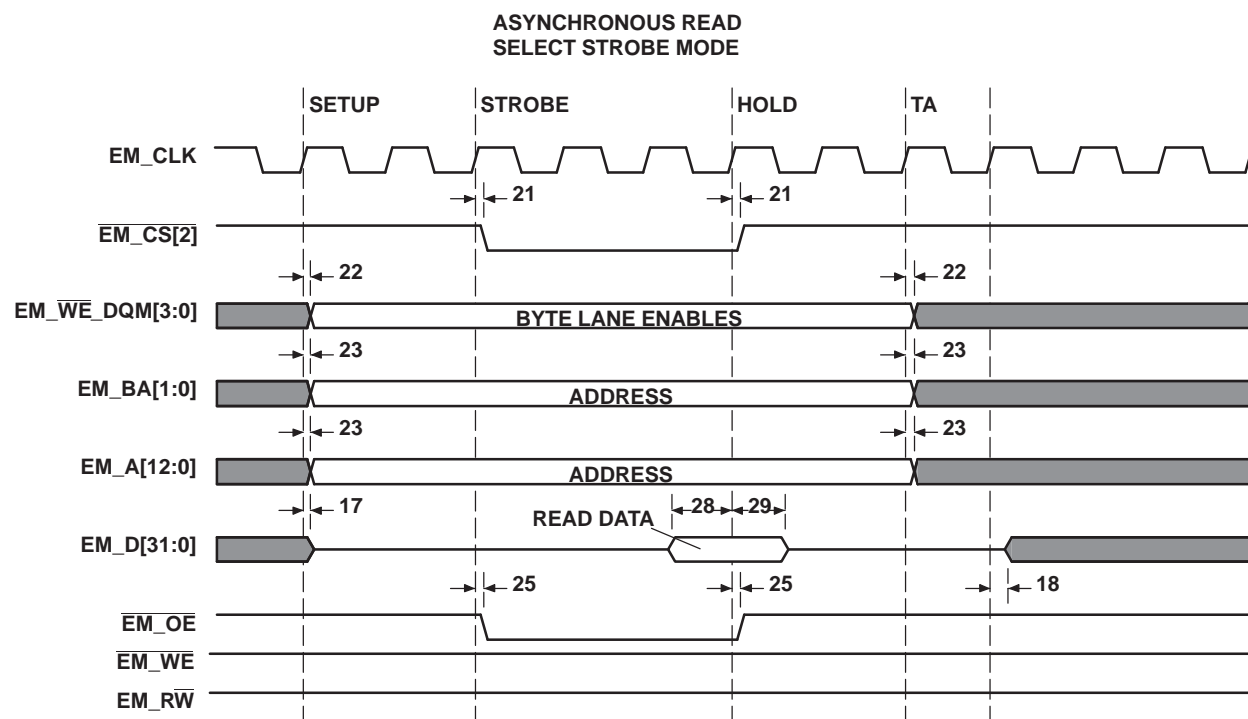 ASYNCHRONOUS READ
SELECT STROBE MODE
SETUP STROBE HOLD TA
EM_CLK
21 21
EM_CS[2]
22 22
EM_WE_DQM[3:0] BYTE LANE ENABLES
23 23
EM_BA[1:0] ADDRESS
23 23
EM_A[12:0] ADDRESS
17 28 29
READ DATA
EM_D[31:0]
25 25 18
EM_OE
EM_WE
EM_RW